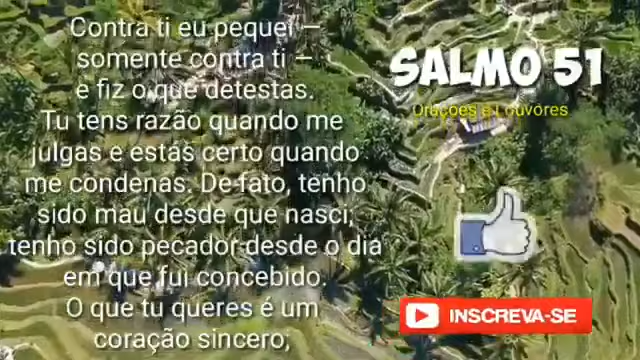 Contra ti eu pequei —
somente contra ti —
e fiz o que detestas.
Tu tens razão quando me
julgas e estás certo quando
me condenas. De fato, tenho
sido mau desde que nasci;
tenho sido pecador desde o dia
em que fui concebido.
O que tu queres é um
coração sincero;
SALMO 51
Orações e Louvores
INSCREVA-SE